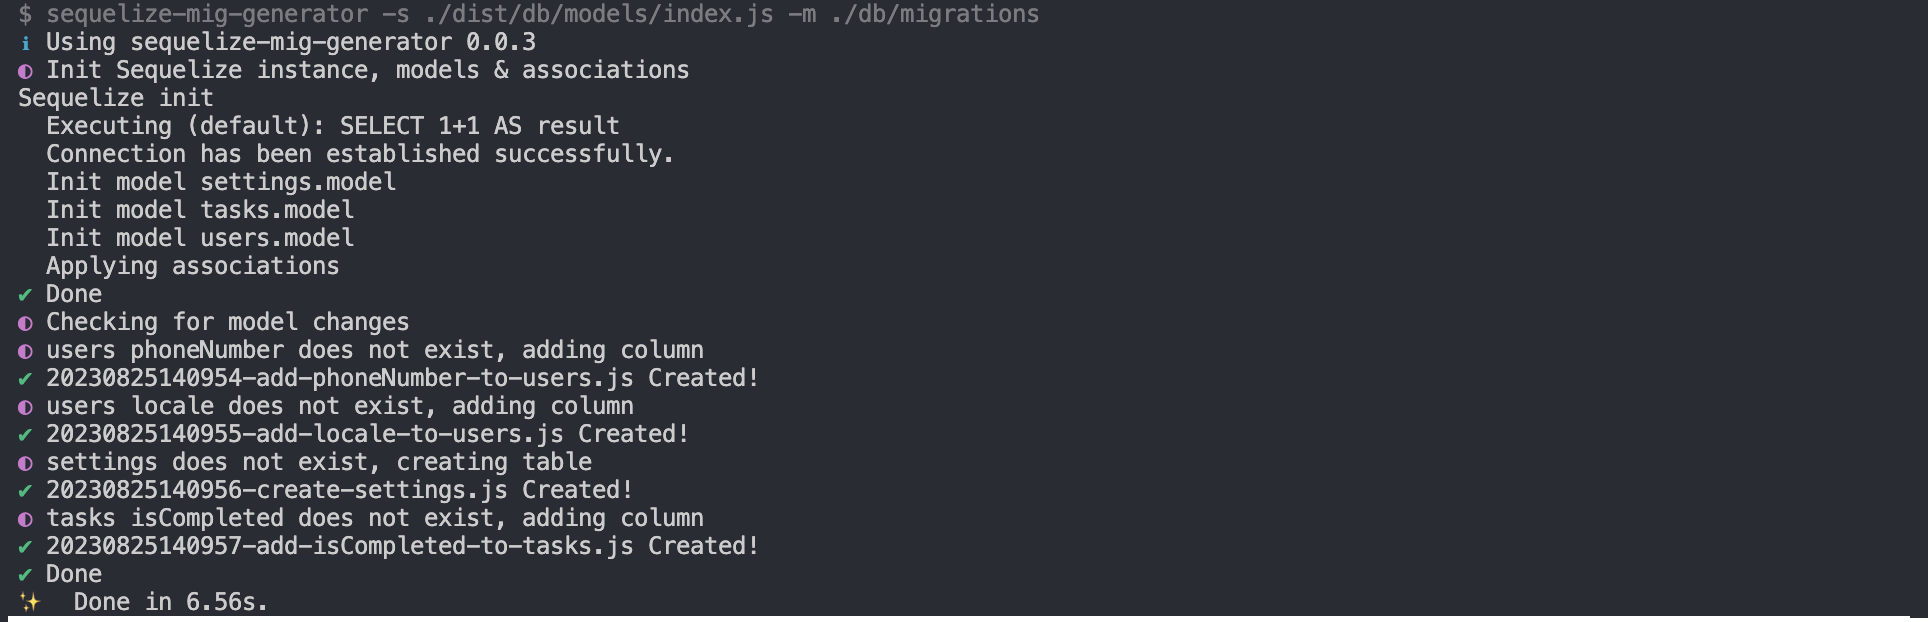 $ sequelize-mig-generator -s ./dist/db/models/index.js -m ./db/migrations
ℹ Using sequelize-mig-generator 0.0.3
◐ Init Sequelize instance, models & associations
Sequelize init
  Executing (default): SELECT 1+1 AS result
  Connection has been established successfully.
  Init model settings.model
  Init model tasks.model
  Init model users.model
  Applying associations
✔ Done
◐ Checking for model changes
◐ users phoneNumber does not exist, adding column
✔ 20230825140954-add-phoneNumber-to-users.js Created!
◐ users locale does not exist, adding column
✔ 20230825140955-add-locale-to-users.js Created!
◐ settings does not exist, creating table
✔ 20230825140956-create-settings.js Created!
◐ tasks isCompleted does not exist, adding column
✔ 20230825140957-add-isCompleted-to-tasks.js Created!
✔ Done
✨  Done in 6.56s.